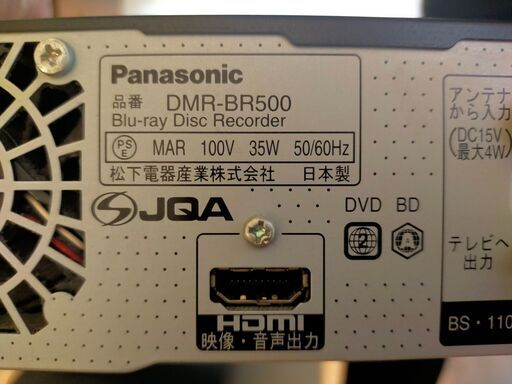 Panasonic
品番 DMR-BR500
Blu-ray Disc Recorder
PSE MAR 100V 35W 50/60Hz
松下電器産業株式会社 日本製
JQA
DVD BD
2 A
HDMI
映像・音声出力
アンテナ
から入力
(DC15V
最大4W)
テレビへ
出力
BS・110